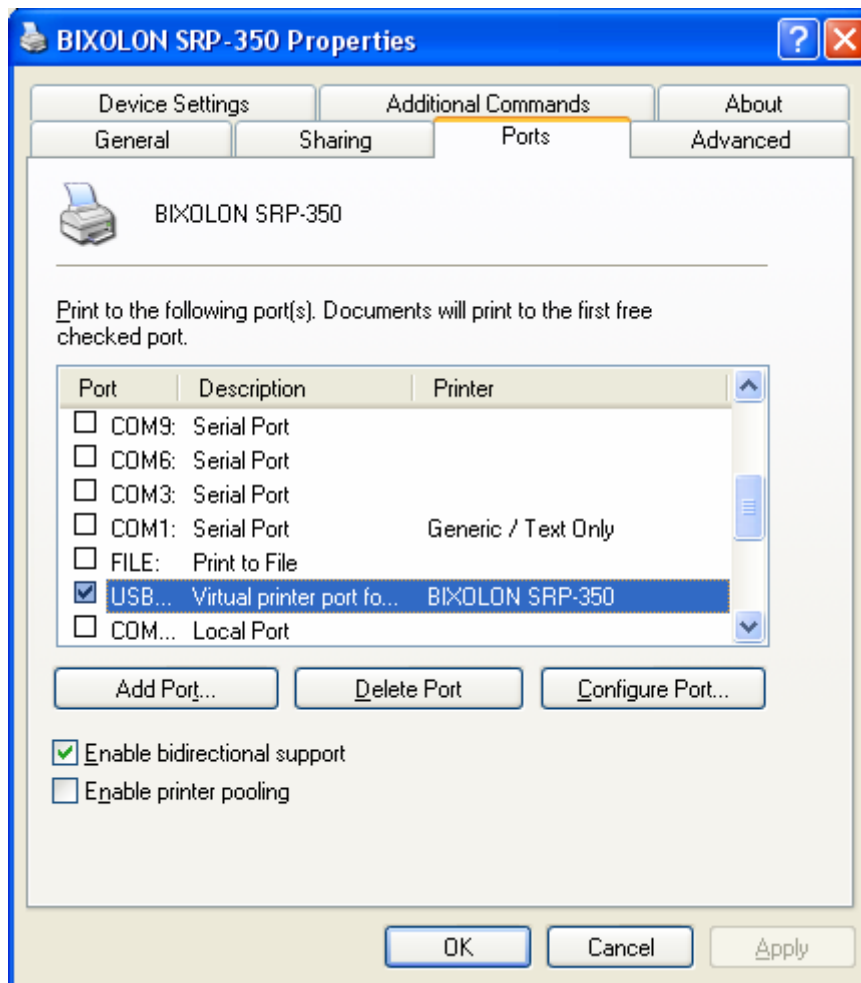 BIXOLON SRP-350 Properties
Device Settings Additional Commands About
General Sharing Ports Advanced
BIXOLON SRP-350
Print to the following port(s). Documents will print to the first free
checked port.
Port Description Printer
COM9: Serial Port
COM6: Serial Port
COM3: Serial Port
COM1: Serial Port Generic / Text Only
FILE: Print to File
USB... Virtual printer port fo... BIXOLON SRP-350
COM... Local Port
Add Port... Delete Port Configure Port...
Enable bidirectional support
Enable printer pooling
OK Cancel Apply